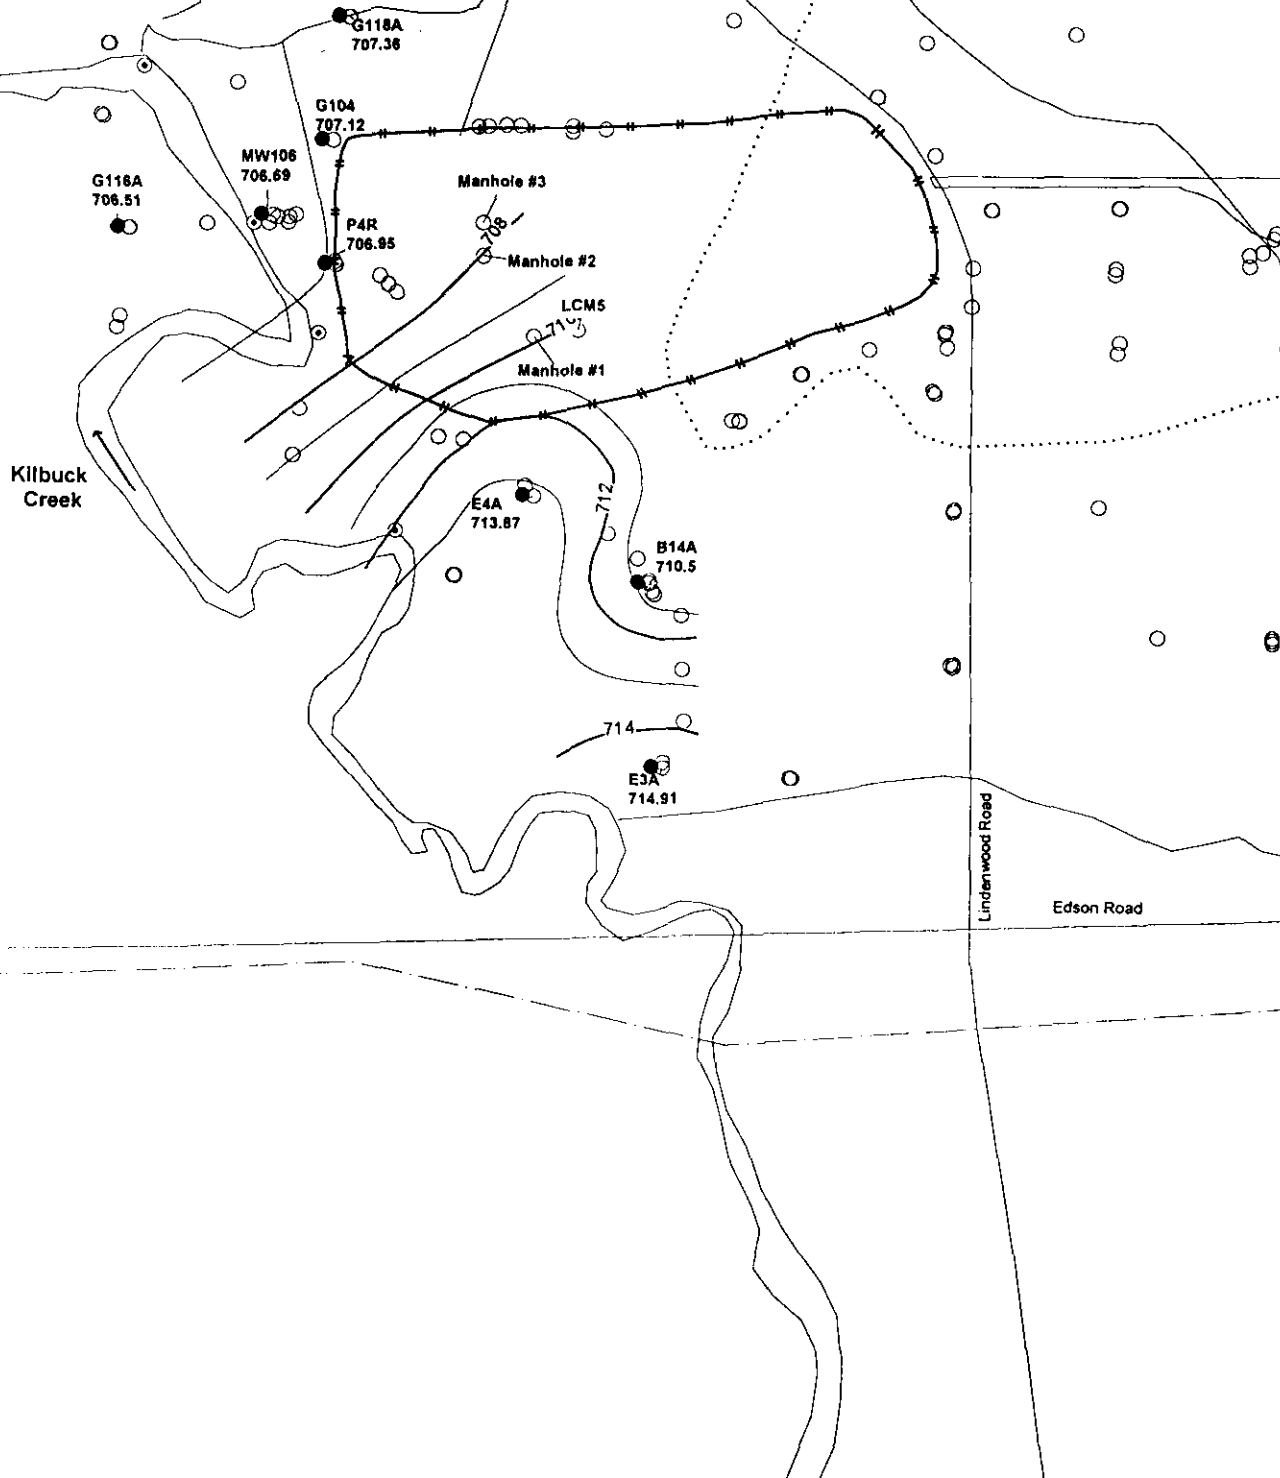 G118A
707.36
G104
707.12
MW106
706.69
G116A
706.51
Manhole #3
P4R
706.95
708
Manhole #2
LCM5
710
Manhole #1
Kilbuck
Creek
E4A
713.87
712
B14A
710.5
714
E3A
714.91
Lindenwood Road
Edson Road